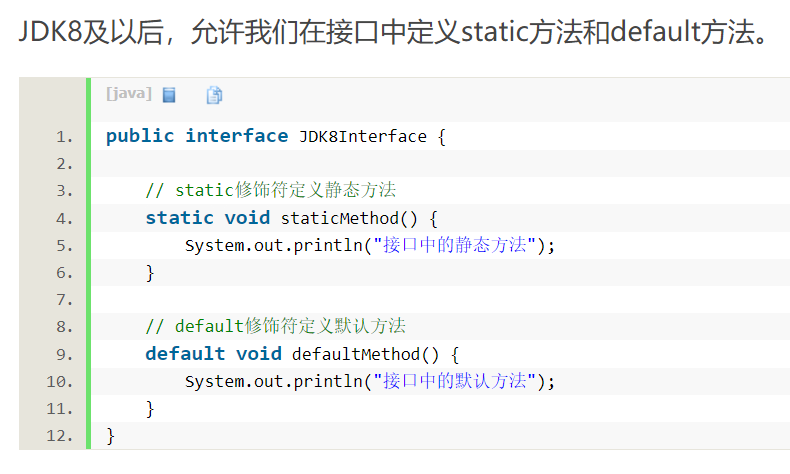 JDK8及以后，允许我们在接口中定义static方法和default方法。
[java]
1. public interface JDK8Interface {
2.
3.     // static修饰符定义静态方法
4.     static void staticMethod() {
5.         System.out.println("接口中的静态方法");
6.     }
7.
8.     // default修饰符定义默认方法
9.     default void defaultMethod() {
10.         System.out.println("接口中的默认方法");
11.     }
12. }